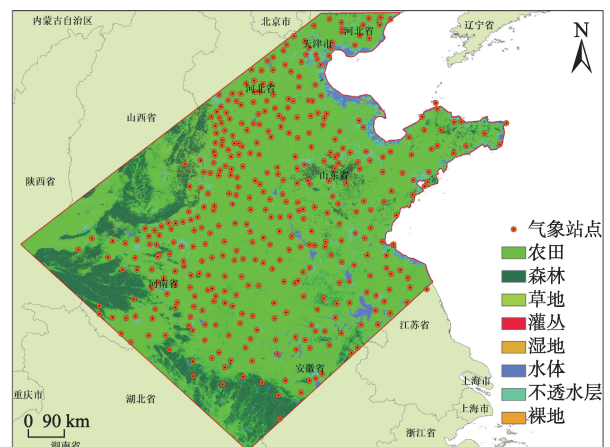 内蒙古自治区
北京市
辽宁省
河北省
天津市
河北省
山西省
陕西省
山东省
河南省
江苏省
安徽省
上海市
上海市
重庆市
湖北省
浙江省
湖南省
N
气象站点
农田
森林
草地
灌丛
湿地
水体
不透水层
裸地
0 90 km